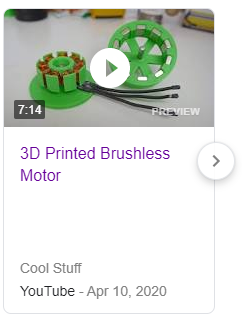 7:14
PREVIEW
3D Printed Brushless
Motor
Cool Stuff
YouTube - Apr 10, 2020